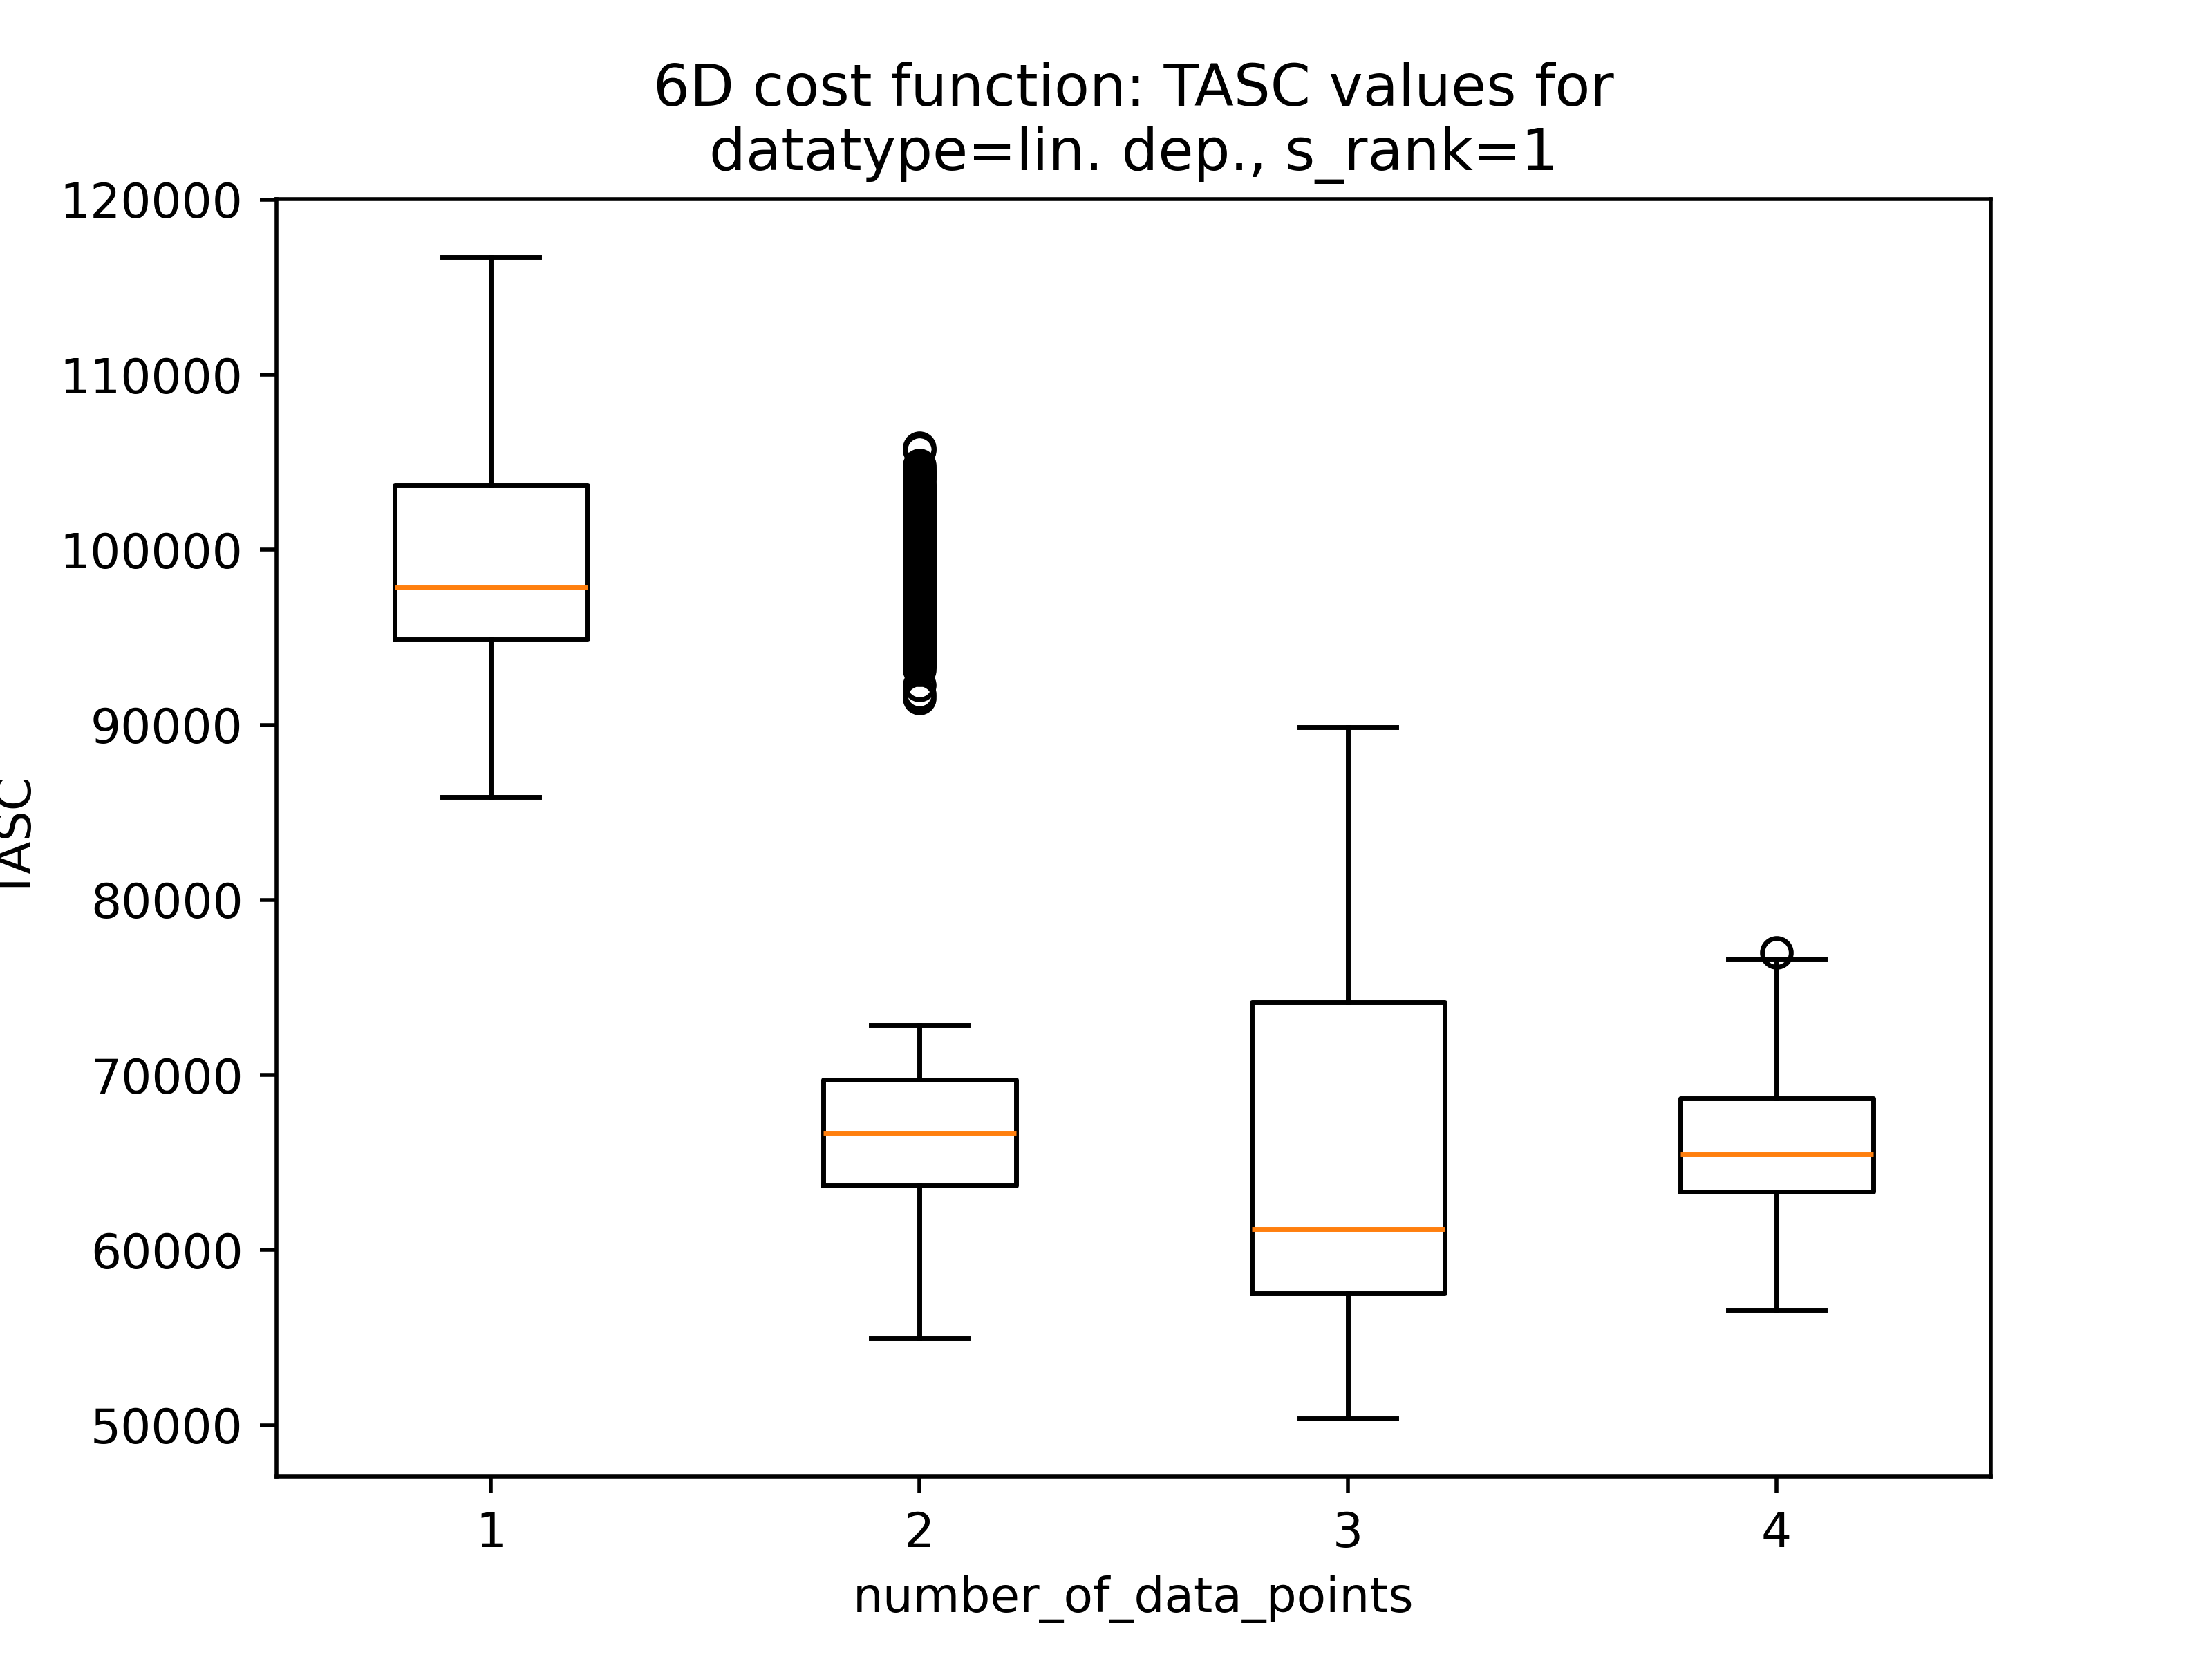 6D cost function: TASC values for
datatype=lin. dep., s_rank=1
120000
110000
100000
90000
80000
70000
60000
50000
TASC
1 2 3 4
number_of_data_points